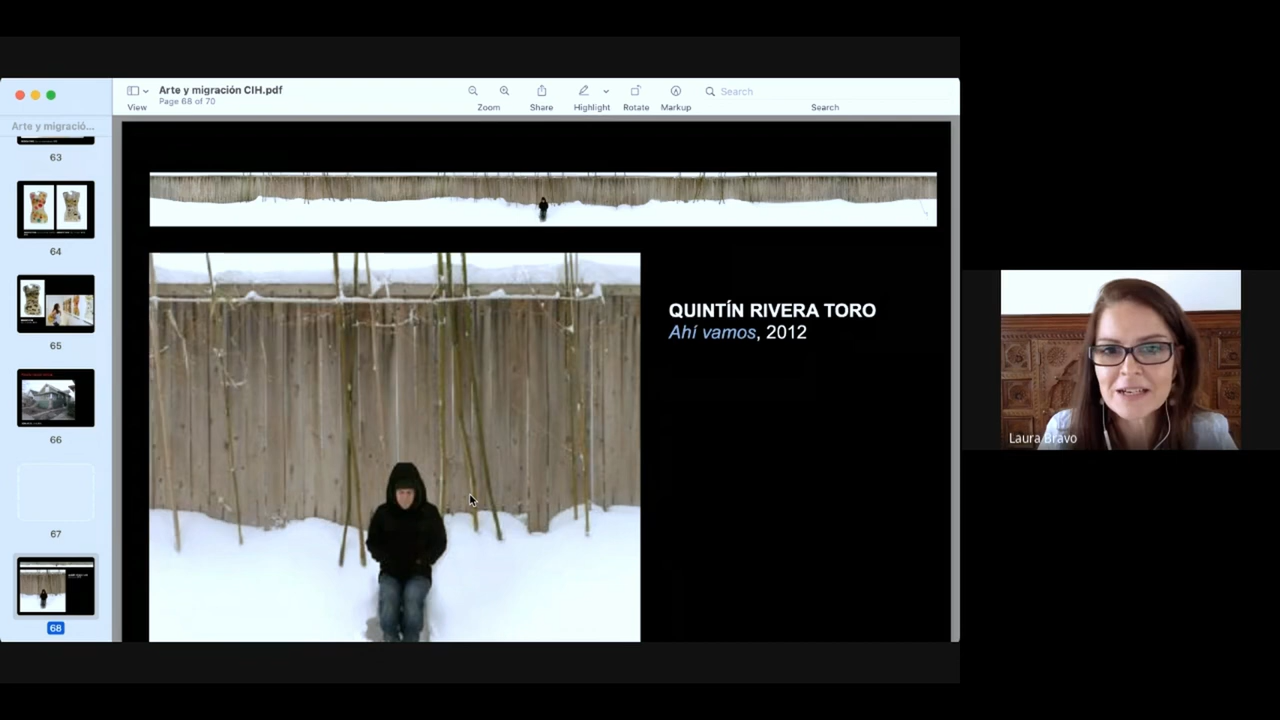 Arte y migración CIH.pdf
Page 68 of 70
View
Zoom
Share
Highlight
Rotate
Markup
Search
Search
Arte y migració...
63
64
65
66
67
68
QUINTÍN RIVERA TORO
Ahí vamos, 2012
Laura Bravo